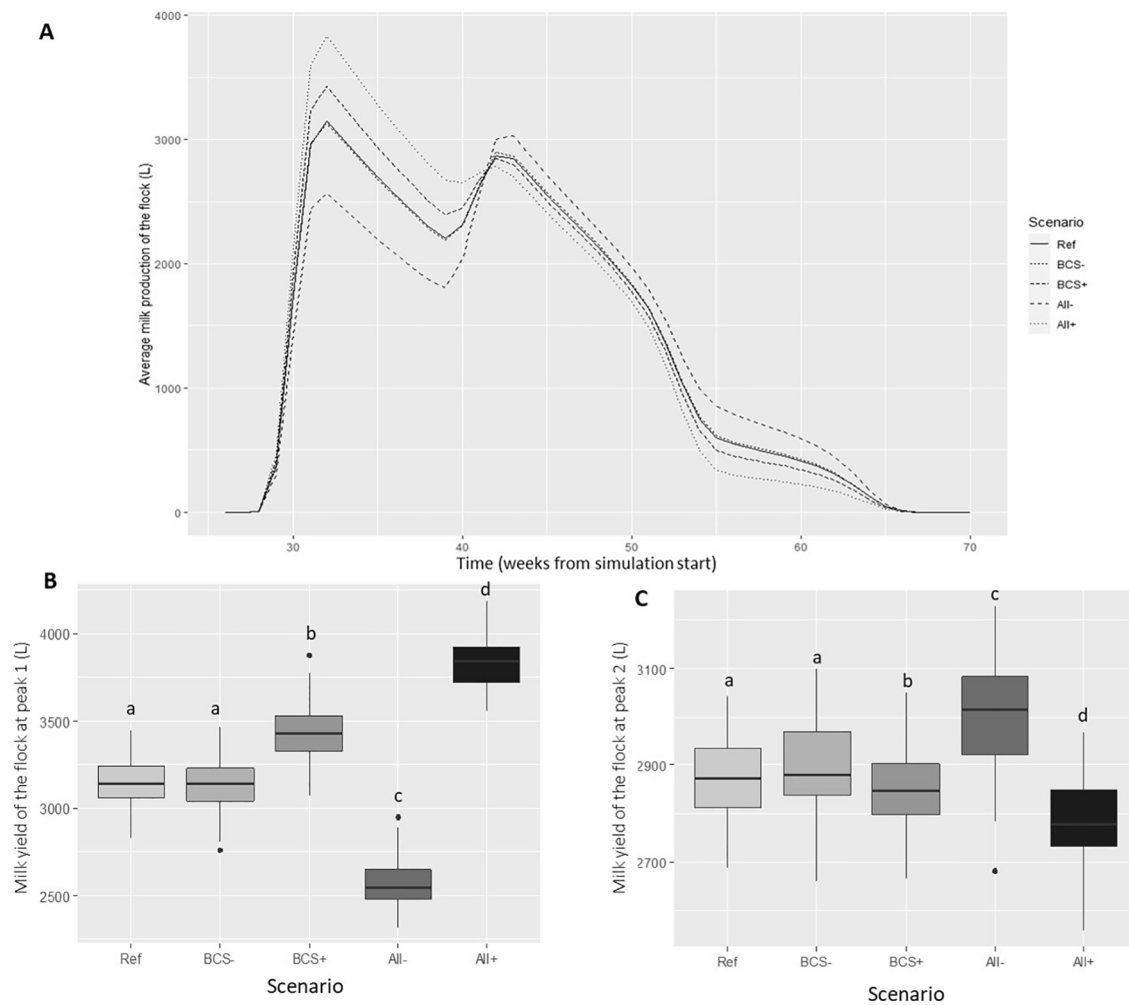 A
Average milk production of the flock (L)
4000
3000
2000
1000
0
30
40
50
60
70
Time (weeks from simulation start)
Scenario
Ref
BCS-
BCS+
All-
All+
B
Milk yield of the flock at peak 1 (L)
4000
3500
3000
2500
a
a
b
c
d
Ref
BCS-
BCS+
All-
All+
Scenario
C
Milk yield of the flock at peak 2 (L)
3100
2900
2700
a
a
b
c
d
Ref
BCS-
BCS+
All-
All+
Scenario